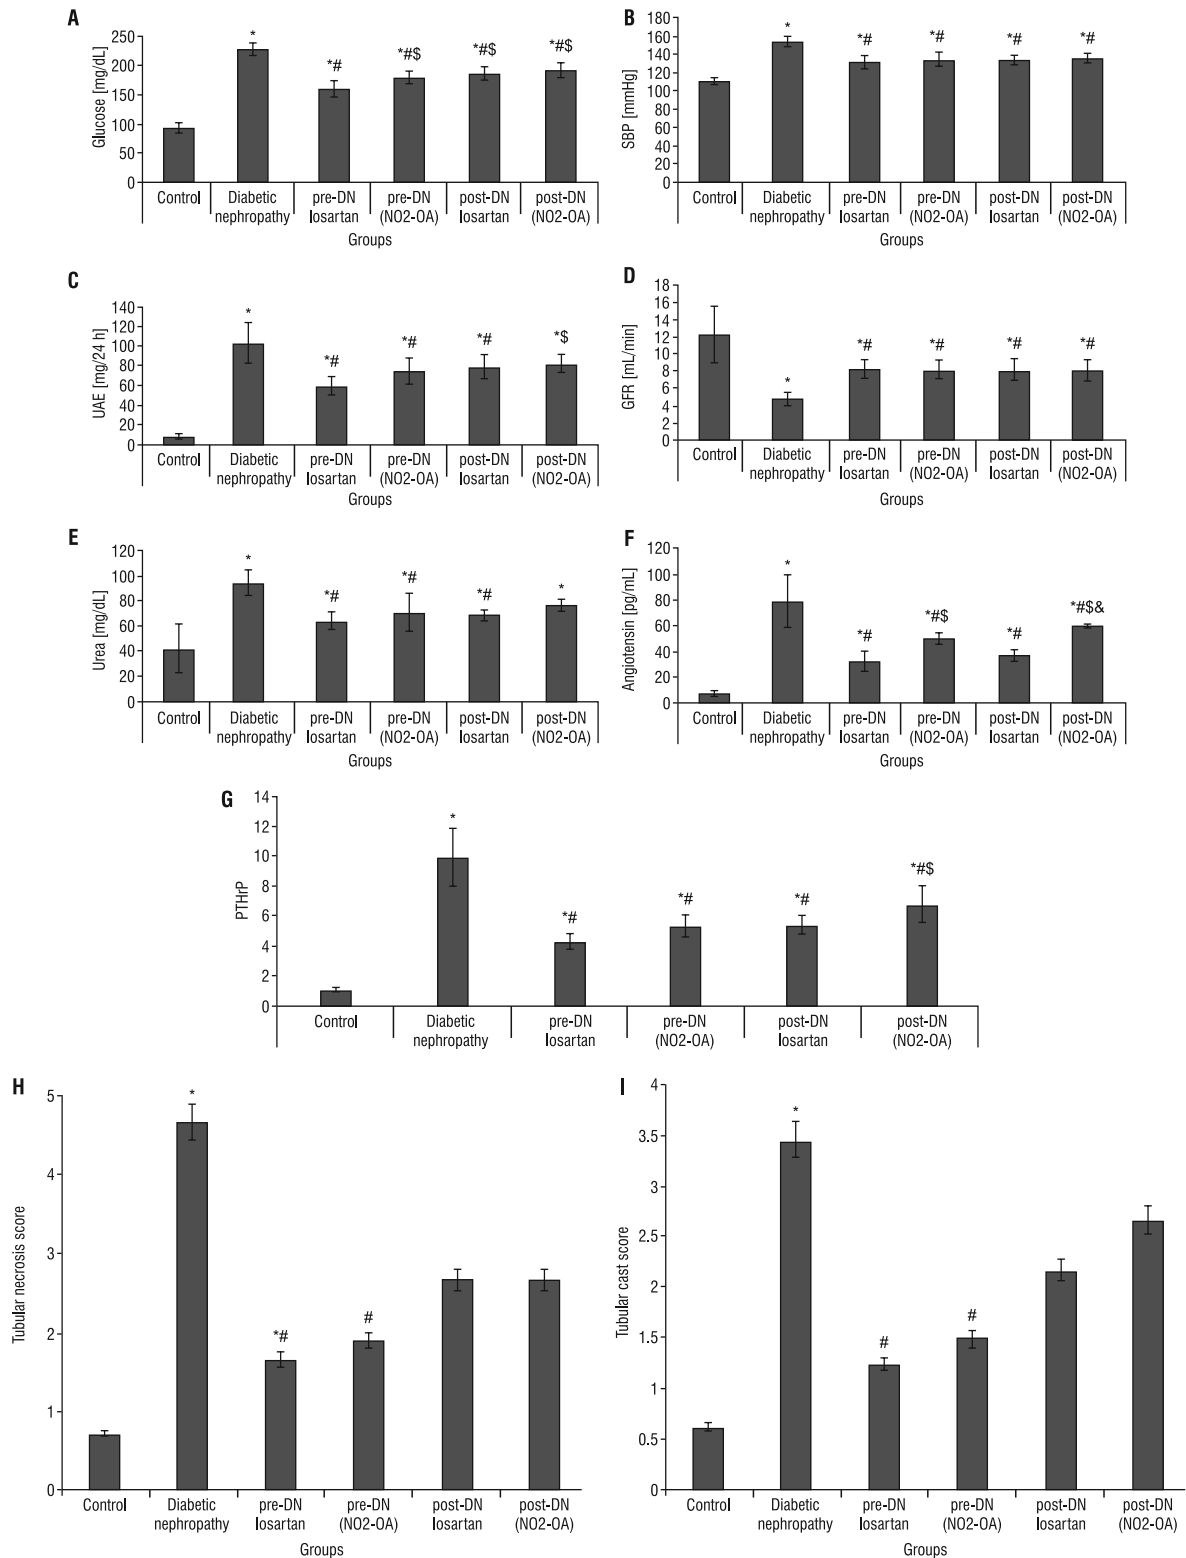 A
Glucose [mg/dL]
250
200
150
100
50
0
*
*#
*#$
*#$
*#$
Control
Diabetic nephropathy
pre-DN losartan
pre-DN (NO2-OA)
post-DN losartan
post-DN (NO2-OA)
Groups
B
SBP [mmHg]
180
160
140
120
100
80
60
40
20
0
*
*#
*#
*#
*#
Control
Diabetic nephropathy
pre-DN losartan
pre-DN (NO2-OA)
post-DN losartan
post-DN (NO2-OA)
Groups
C
UAE [mg/24 h]
140
120
100
80
60
40
20
0
*
*#
*#
*#
*$
Control
Diabetic nephropathy
pre-DN losartan
pre-DN (NO2-OA)
post-DN losartan
post-DN (NO2-OA)
Groups
D
GFR [mL/min]
18
16
14
12
10
8
6
4
2
0
*
*#
*#
*#
*#
Control
Diabetic nephropathy
pre-DN losartan
pre-DN (NO2-OA)
post-DN losartan
post-DN (NO2-OA)
Groups
E
Urea [mg/dL]
120
100
80
60
40
20
0
*
*#
*#
*#
*
Control
Diabetic nephropathy
pre-DN losartan
pre-DN (NO2-OA)
post-DN losartan
post-DN (NO2-OA)
Groups
F
Angiotensin [pg/mL]
120
100
80
60
40
20
0
*
*#
*#$
*#
*#$&
Control
Diabetic nephropathy
pre-DN losartan
pre-DN (NO2-OA)
post-DN losartan
post-DN (NO2-OA)
Groups
G
PTHrP
14
12
10
8
6
4
2
0
*
*#
*#
*#
*#$
Control
Diabetic nephropathy
pre-DN losartan
pre-DN (NO2-OA)
post-DN losartan
post-DN (NO2-OA)
H
Tubular necrosis score
5
4
3
2
1
0
*
*#
#
Control
Diabetic nephropathy
pre-DN losartan
pre-DN (NO2-OA)
post-DN losartan
post-DN (NO2-OA)
Groups
I
Tubular cast score
4
3.5
3
2.5
2
1.5
1
0.5
0
*
#
#
Control
Diabetic nephropathy
pre-DN losartan
pre-DN (NO2-OA)
post-DN losartan
post-DN (NO2-OA)
Groups